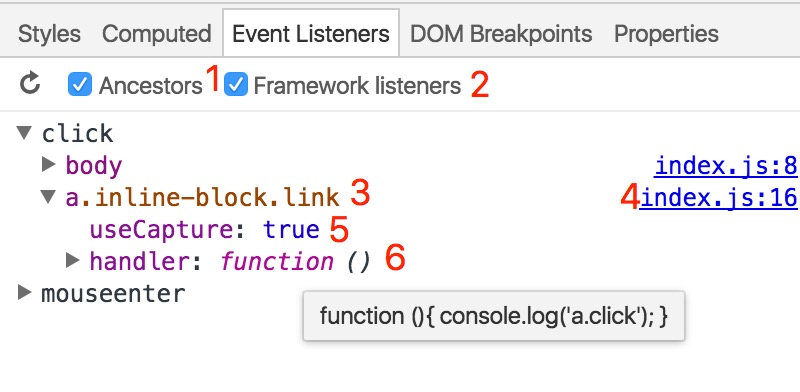 Styles Computed Event Listeners DOM Breakpoints Properties
Ancestors 1 Framework listeners 2
click
body index.js:8
a.inline-block.link 3 4 index.js:16
useCapture: true 5
handler: function () 6
mouseenter
function (){ console.log('a.click'); }